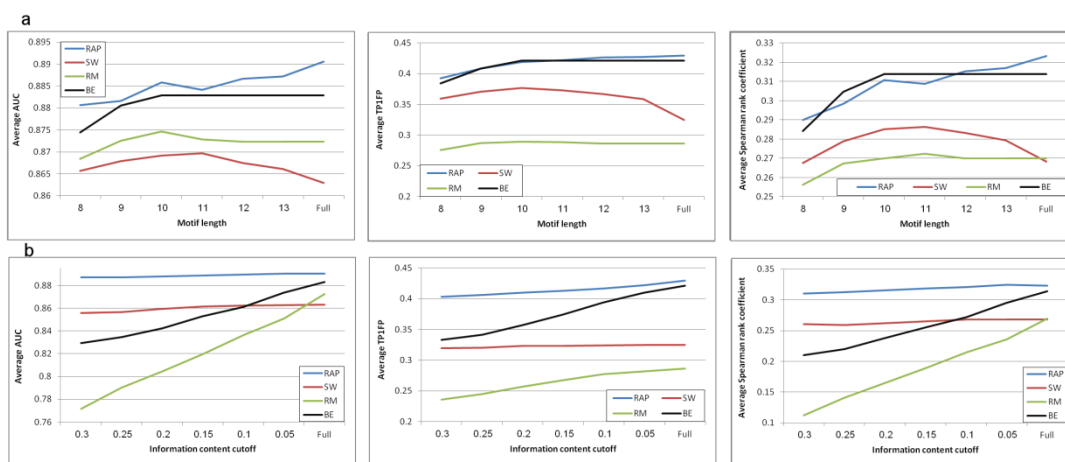 a
0.895
0.89
0.885
0.88
0.875
0.87
0.865
0.86
Average AUC
RAP
SW
RM
BE
8 9 10 11 12 13 Full
Motif length
0.45
0.4
0.35
0.3
0.25
0.2
Average TP1FP
RAP SW
RM BE
8 9 10 11 12 13 Full
Motif length
0.33
0.32
0.31
0.3
0.29
0.28
0.27
0.26
0.25
Average Spearman rank coefficient
RAP SW RM BE
8 9 10 11 12 13 Full
Motif length
b
0.88
0.86
0.84
0.82
0.8
0.78
0.76
Average AUC
RAP
SW
RM
BE
0.3 0.25 0.2 0.15 0.1 0.05 Full
Information content cutoff
0.45
0.4
0.35
0.3
0.25
0.2
Average TP1FP
RAP SW
RM BE
0.3 0.25 0.2 0.15 0.1 0.05 Full
Information content cutoff
0.35
0.3
0.25
0.2
0.15
0.1
Average Spearman rank coefficient
RAP
SW
RM
BE
0.3 0.25 0.2 0.15 0.1 0.05 Full
Information content cutoff